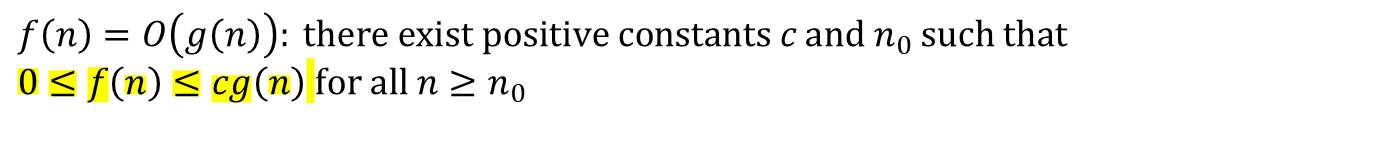 f(n) = O(g(n)): there exist positive constants c and n₀ such that
0 ≤ f(n) ≤ cg(n) for all n ≥ n₀